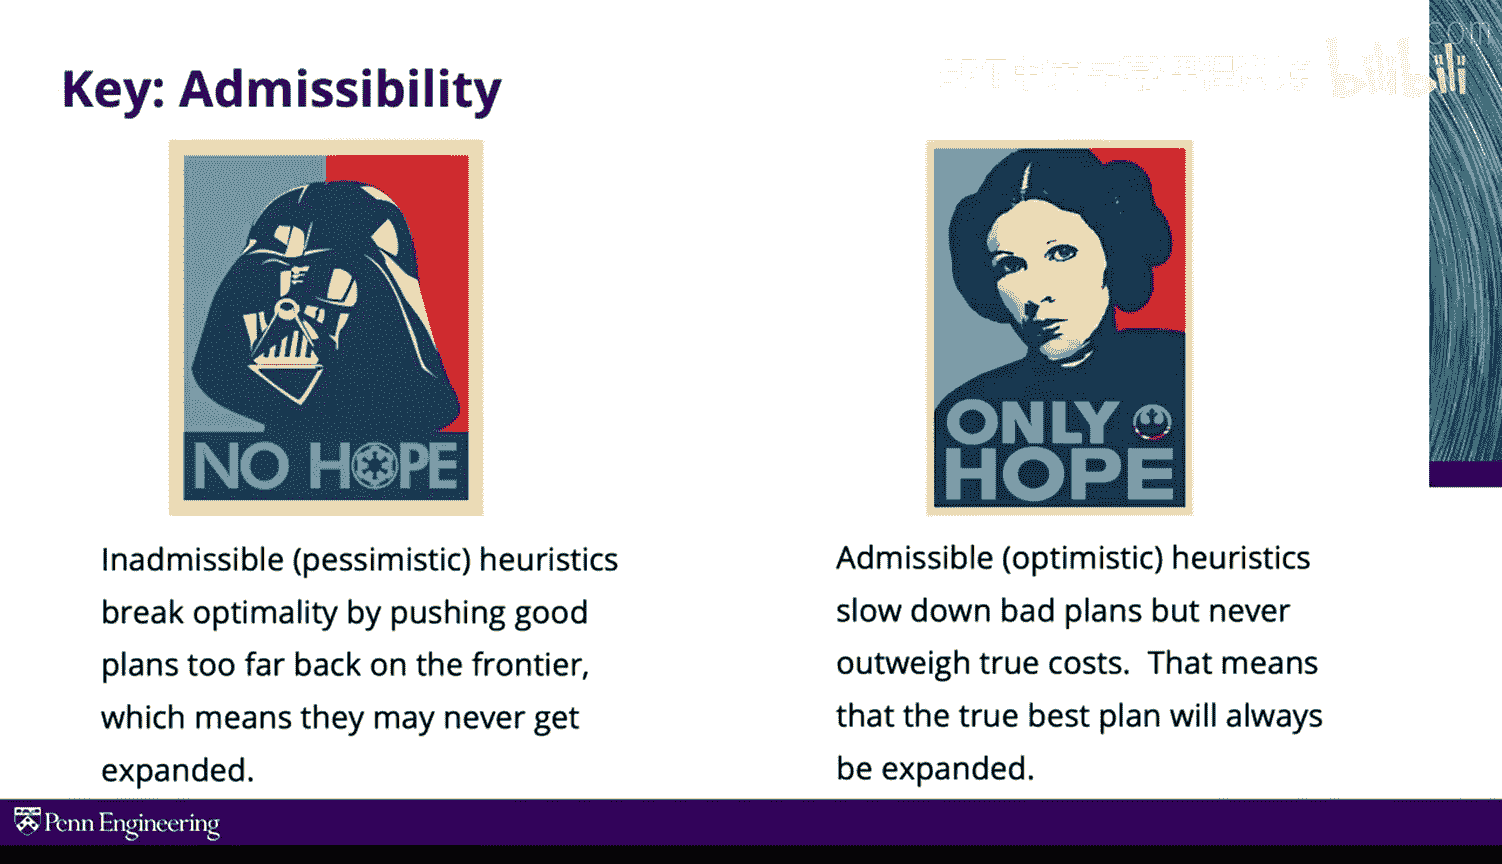 Key: Admissibility
bilibili
.com
NO HOPE
ONLY
HOPE
Inadmissible (pessimistic) heuristics
break optimality by pushing good
plans too far back on the frontier,
which means they may never get
expanded.
Admissible (optimistic) heuristics
slow down bad plans but never
outweigh true costs.  That means
that the true best plan will always
be expanded.
Penn Engineering